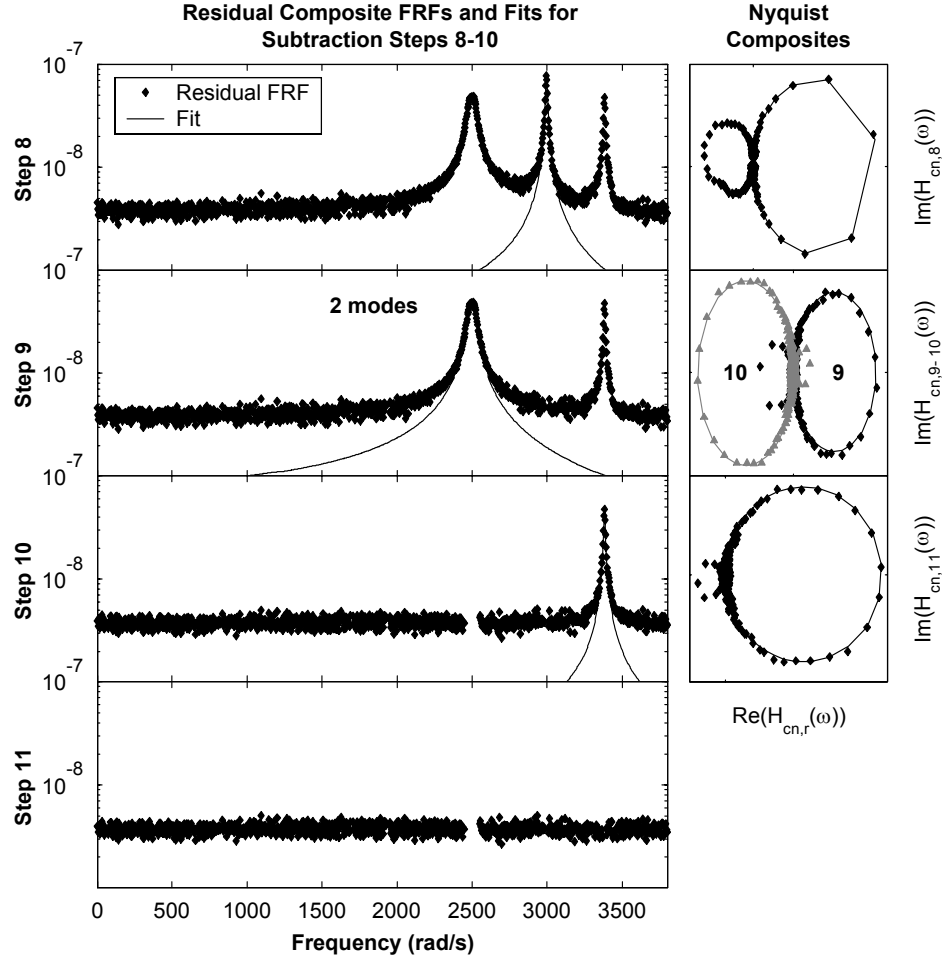 Residual Composite FRFs and Fits for
Subtraction Steps 8-10
Nyquist
Composites
10^-7
10^-8
10^-7
Step 8
Residual FRF
Fit
Im(H_cn,8(ω))
10^-8
10^-7
Step 9
2 modes
10
9
Im(H_cn,9-10(ω))
10^-8
10^-7
Step 10
Im(H_cn,11(ω))
Re(H_cn,r(ω))
10^-8
Step 11
0
500
1000
1500
2000
2500
3000
3500
Frequency (rad/s)